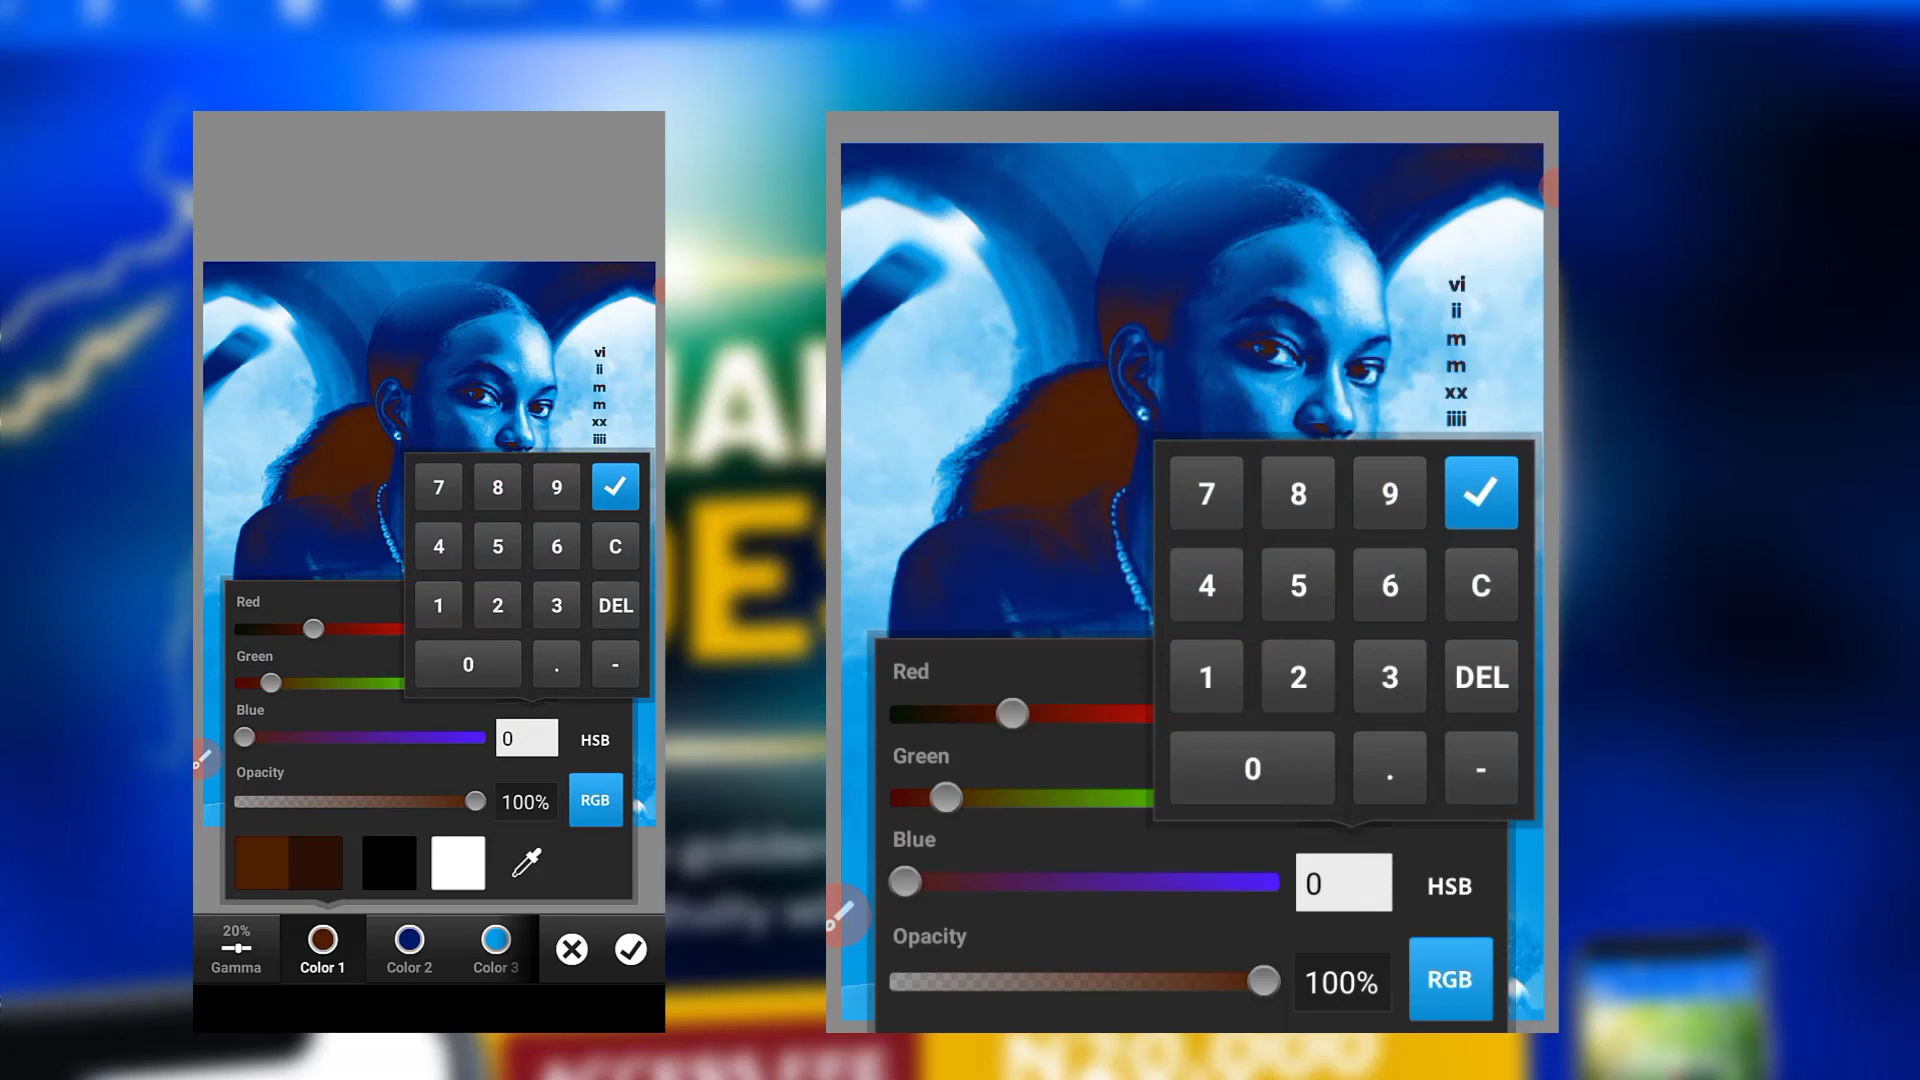 vi
ii
m
m
xx
iiii
7 8 9
4 5 6 C
1 2 3 DEL
0 . -
Red
Green
Blue
0
HSB
Opacity
100%
RGB
20%
Gamma
Color 1
Color 2
Color 3
vi
ii
m
m
xx
iiii
7 8 9
4 5 6 C
1 2 3 DEL
0 . -
Red
Green
Blue
0
HSB
Opacity
100%
RGB
N20,000